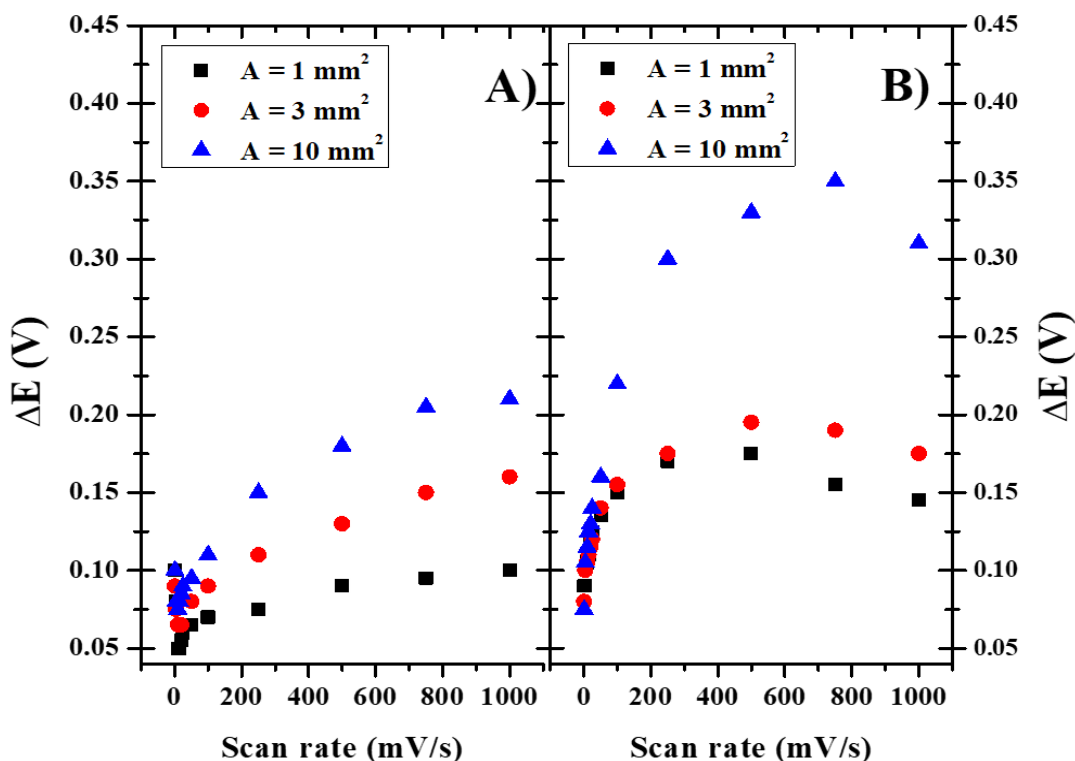 A)
A = 1 mm²
A = 3 mm²
A = 10 mm²
0.45
0.40
0.35
0.30
0.25
0.20
0.15
0.10
0.05
ΔE (V)
0 200 400 600 800 1000
Scan rate (mV/s)
B)
A = 1 mm²
A = 3 mm²
A = 10 mm²
0.45
0.40
0.35
0.30
0.25
0.20
0.15
0.10
0.05
ΔE (V)
0 200 400 600 800 1000
Scan rate (mV/s)